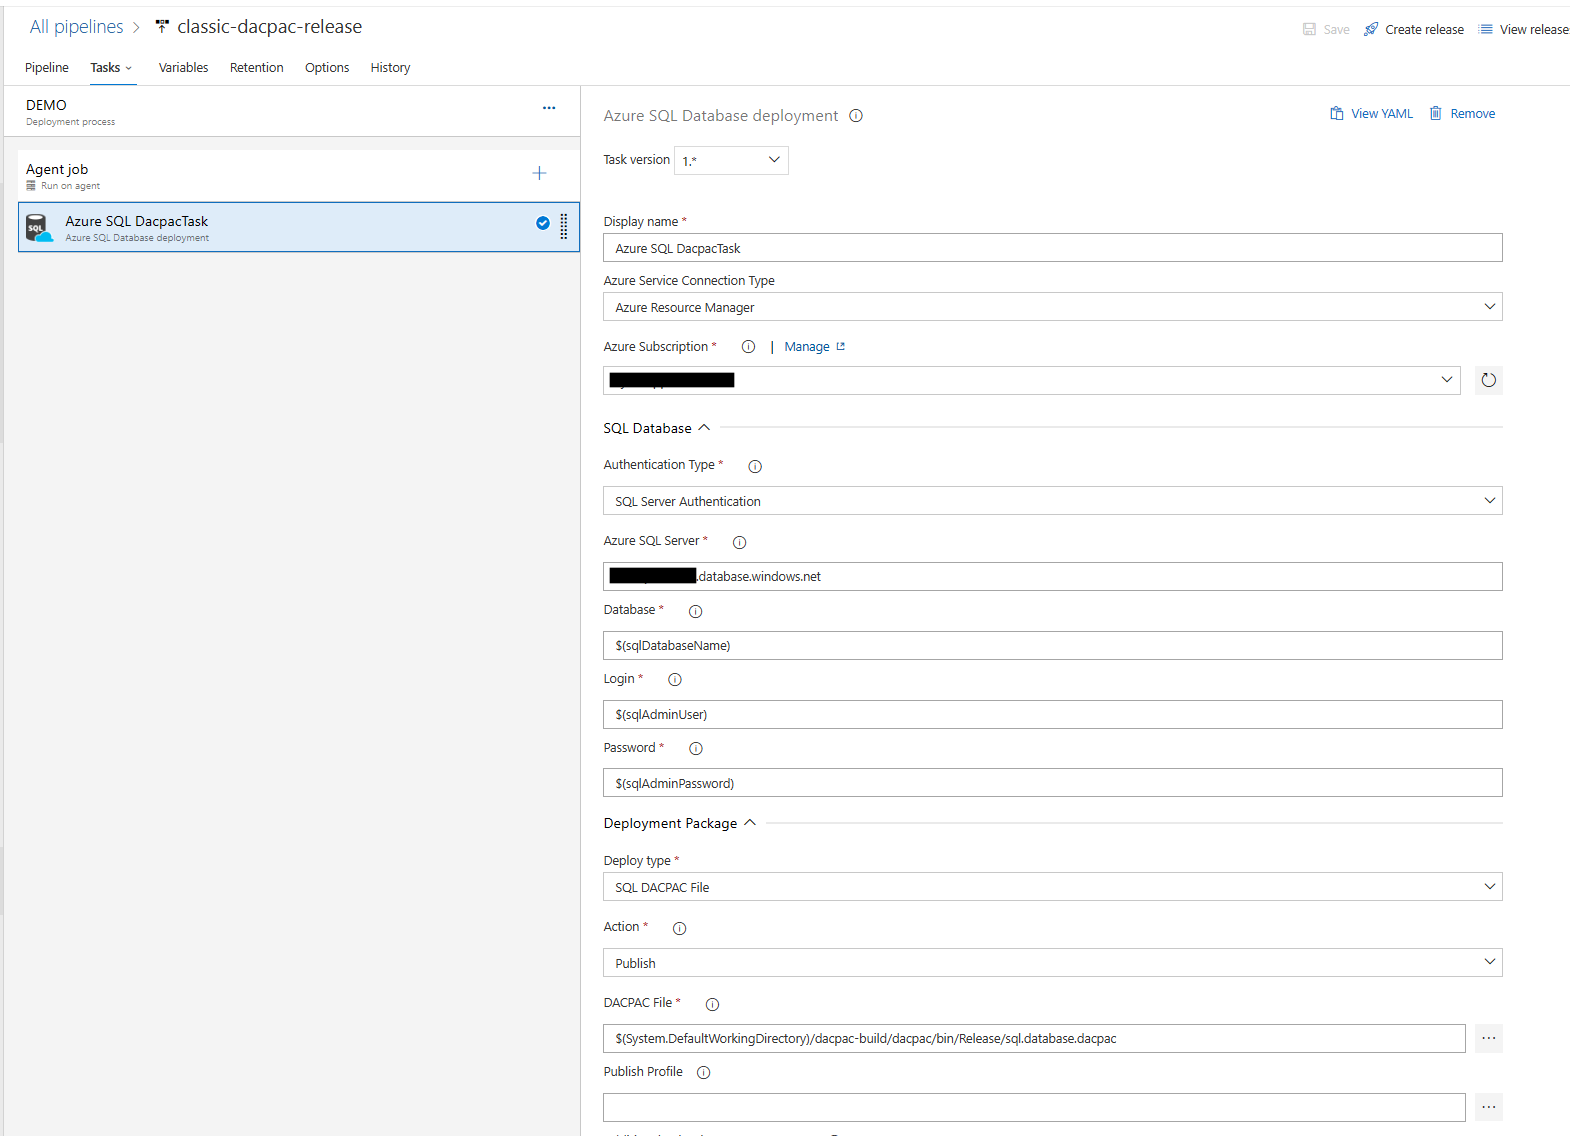 All pipelines > classic-dacpac-release
Save Create release View release
Pipeline Tasks Variables Retention Options History
DEMO
Deployment process
Agent job
Run on agent
SQL
Azure SQL DacpacTask
Azure SQL Database deployment
Azure SQL Database deployment
View YAML Remove
Task version 1.*
Display name *
Azure SQL DacpacTask
Azure Service Connection Type
Azure Resource Manager
Azure Subscription * | Manage
SQL Database
Authentication Type *
SQL Server Authentication
Azure SQL Server *
.database.windows.net
Database *
$(sqlDatabaseName)
Login *
$(sqlAdminUser)
Password *
$(sqlAdminPassword)
Deployment Package
Deploy type *
SQL DACPAC File
Action *
Publish
DACPAC File *
$(System.DefaultWorkingDirectory)/dacpac-build/dacpac/bin/Release/sql.database.dacpac
Publish Profile